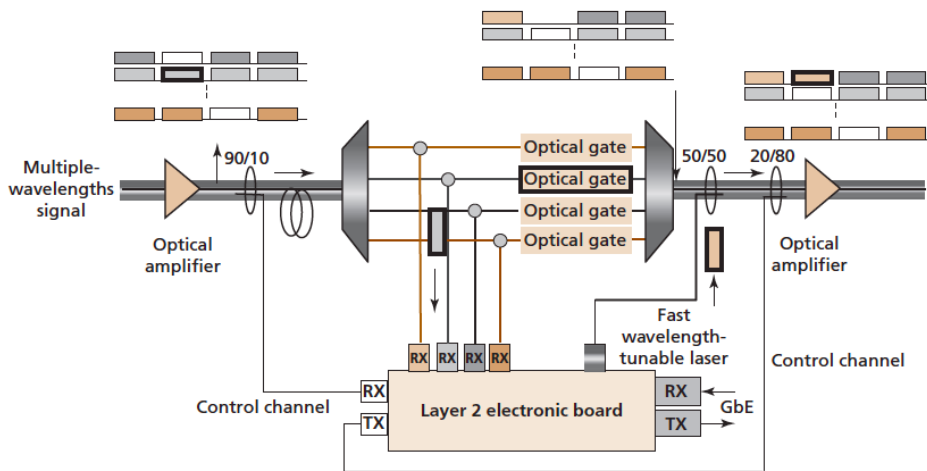 Multiple-
wavelengths
signal
90/10
Optical
amplifier
Optical gate
Optical gate
Optical gate
Optical gate
50/50
20/80
Optical
amplifier
Fast
wavelength-
tunable laser
Control channel
RX
RX
RX
RX
Control channel
RX
TX
Layer 2 electronic board
RX
TX
GbE